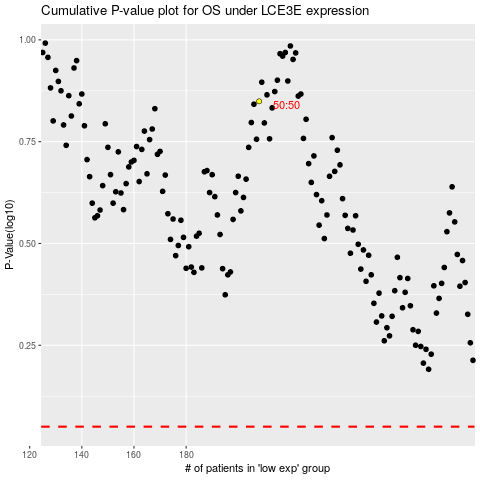 Cumulative P-value plot for OS under LCE3E expression
P-Value(log10)
1.00
0.75
0.50
0.25
50:50
120 140 160 180
# of patients in 'low exp' group